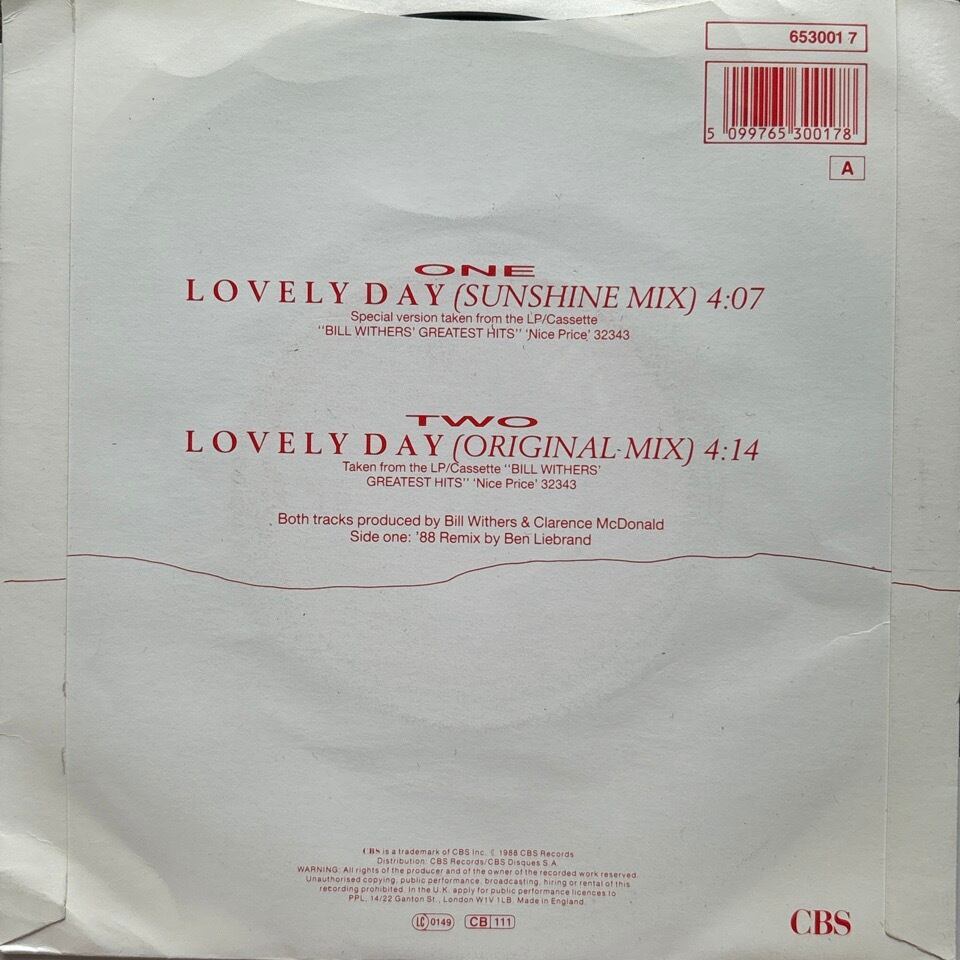 653001 7
5 099765 300178
A
ONE
LOVELY DAY (SUNSHINE MIX) 4:07
Special version taken from the LP/Cassette
"BILL WITHERS' GREATEST HITS" 'Nice Price' 32343
TWO
LOVELY DAY (ORIGINAL MIX) 4:14
Taken from the LP/Cassette "BILL WITHERS'
GREATEST HITS" 'Nice Price' 32343
Both tracks produced by Bill Withers & Clarence McDonald
Side one: '88 Remix by Ben Liebrand
CBS is a trademark of CBS Inc. © 1988 CBS Records
Distribution: CBS Records/CBS Disques S.A.
WARNING: All rights of the producer and of the owner of the recorded work reserved.
Unauthorised copying, public performance, broadcasting, hiring or rental of this
recording prohibited. In the U.K. apply for public performance licences to
PPL, 14/22 Ganton St., London W1V 1LB. Made in England.
LC 0149 CB 111
CBS